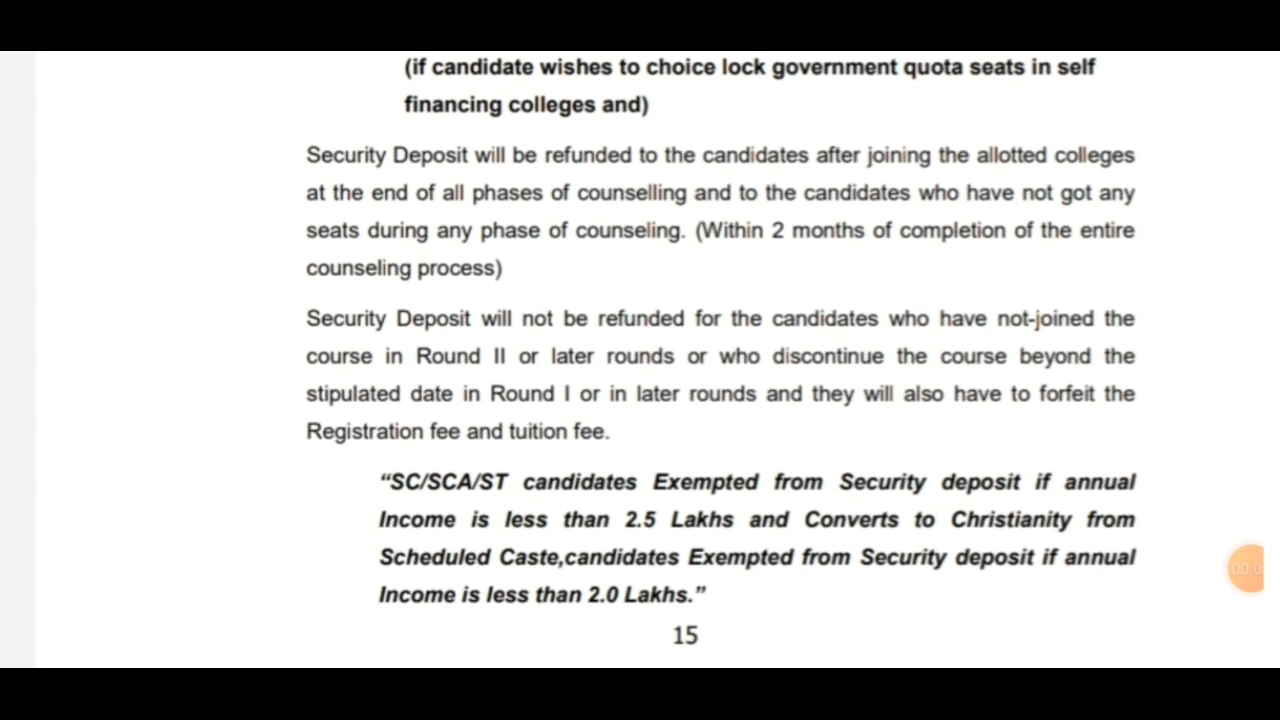 (if candidate wishes to choice lock government quota seats in self
financing colleges and)
Security Deposit will be refunded to the candidates after joining the allotted colleges
at the end of all phases of counselling and to the candidates who have not got any
seats during any phase of counseling. (Within 2 months of completion of the entire
counseling process)
Security Deposit will not be refunded for the candidates who have not-joined the
course in Round II or later rounds or who discontinue the course beyond the
stipulated date in Round I or in later rounds and they will also have to forfeit the
Registration fee and tuition fee.
“SC/SCA/ST candidates Exempted from Security deposit if annual
Income is less than 2.5 Lakhs and Converts to Christianity from
Scheduled Caste,candidates Exempted from Security deposit if annual
Income is less than 2.0 Lakhs.”
15